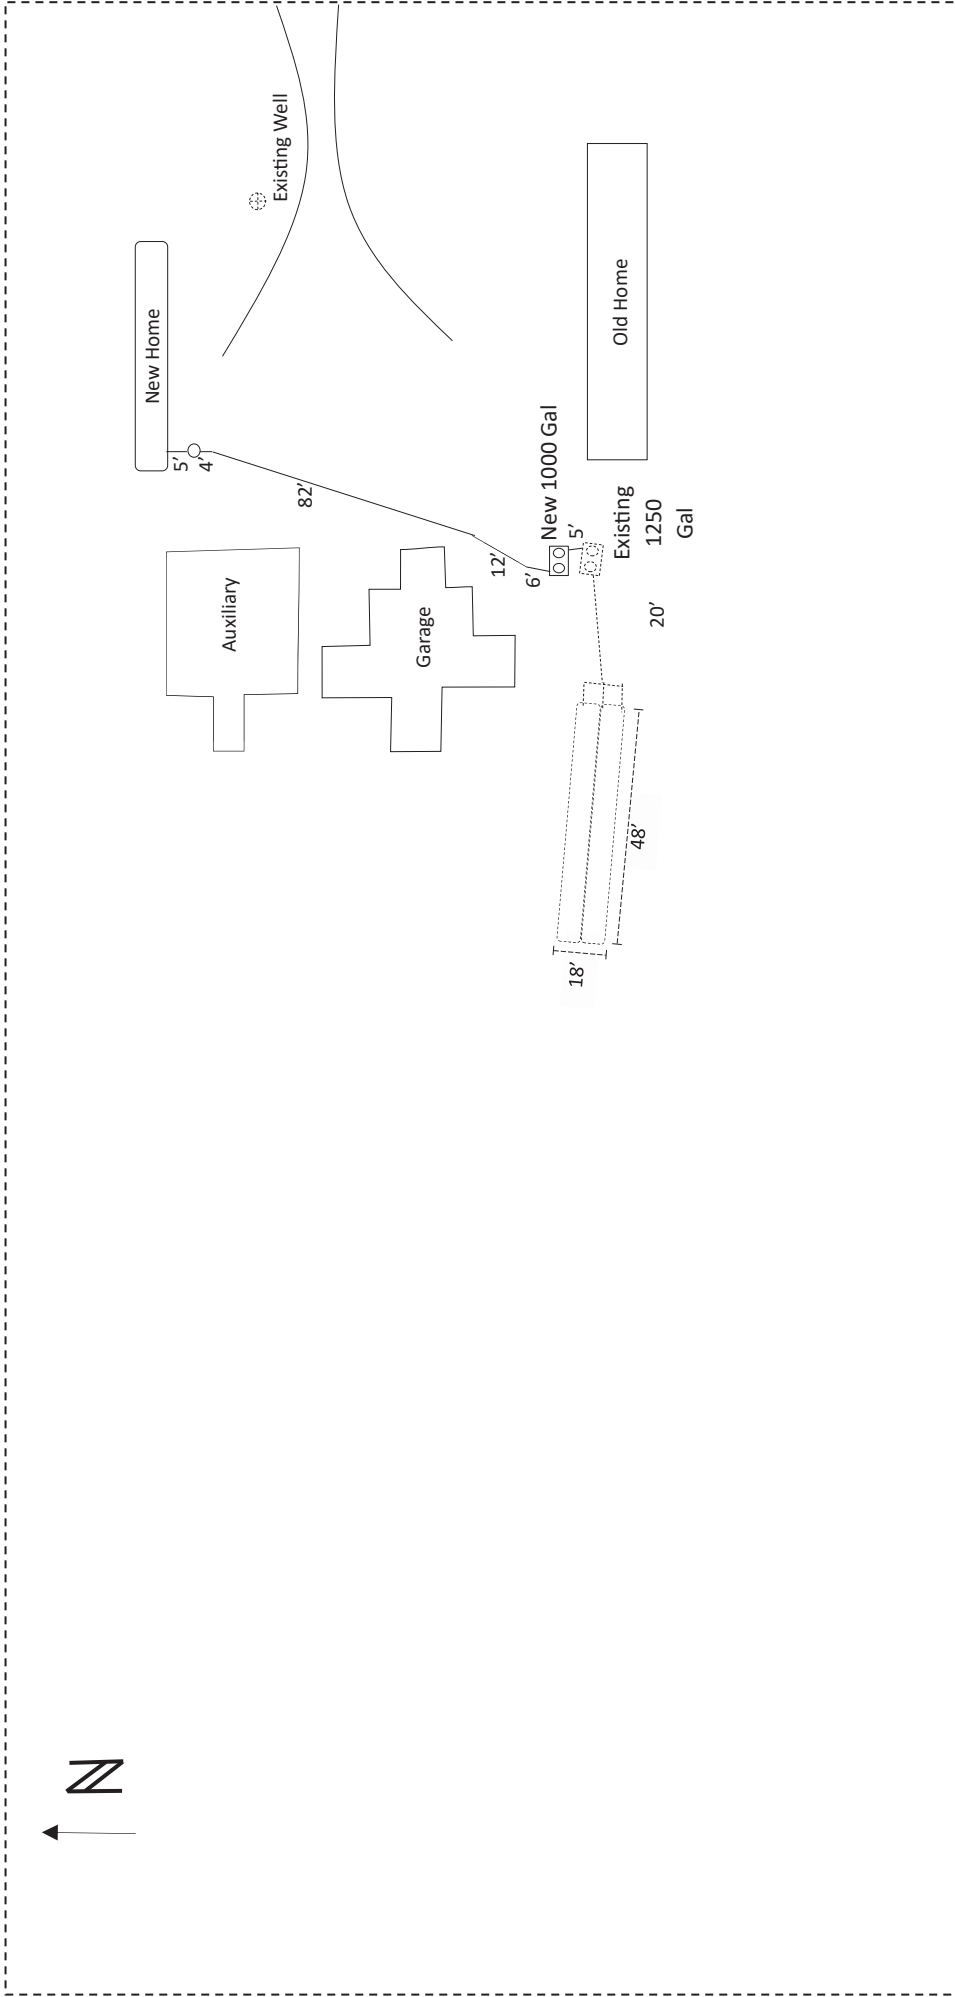 Existing Well
New Home
5’
4’
82’
Auxiliary
Garage
12’
6’
New 1000 Gal
5’
Existing
1250
Gal
Old Home
20’
48’
18’
N